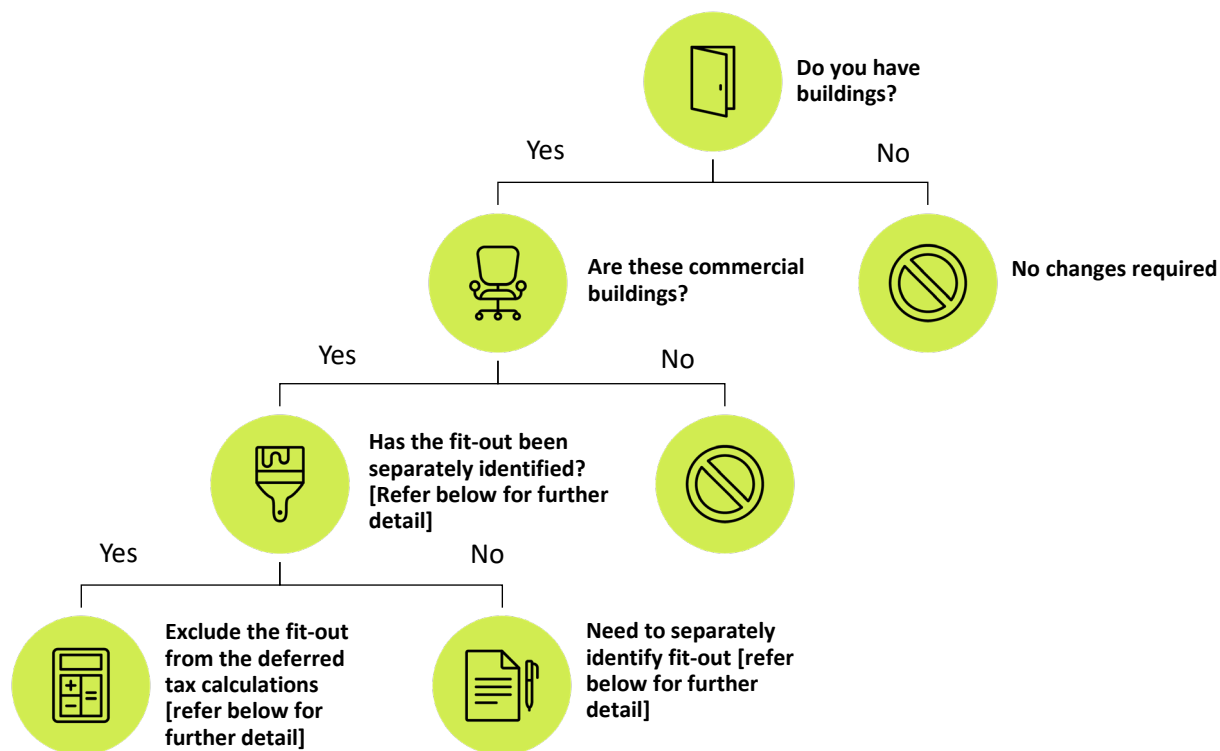 Do you have
buildings?
Yes
No
Are these commercial
buildings?
No changes required
Yes
No
Has the fit-out been
separately identified?
[Refer below for further
detail]
Yes
No
Exclude the fit-out
from the deferred
tax calculations
[refer below for
further detail]
Need to separately
identify fit-out [refer
below for further
detail]